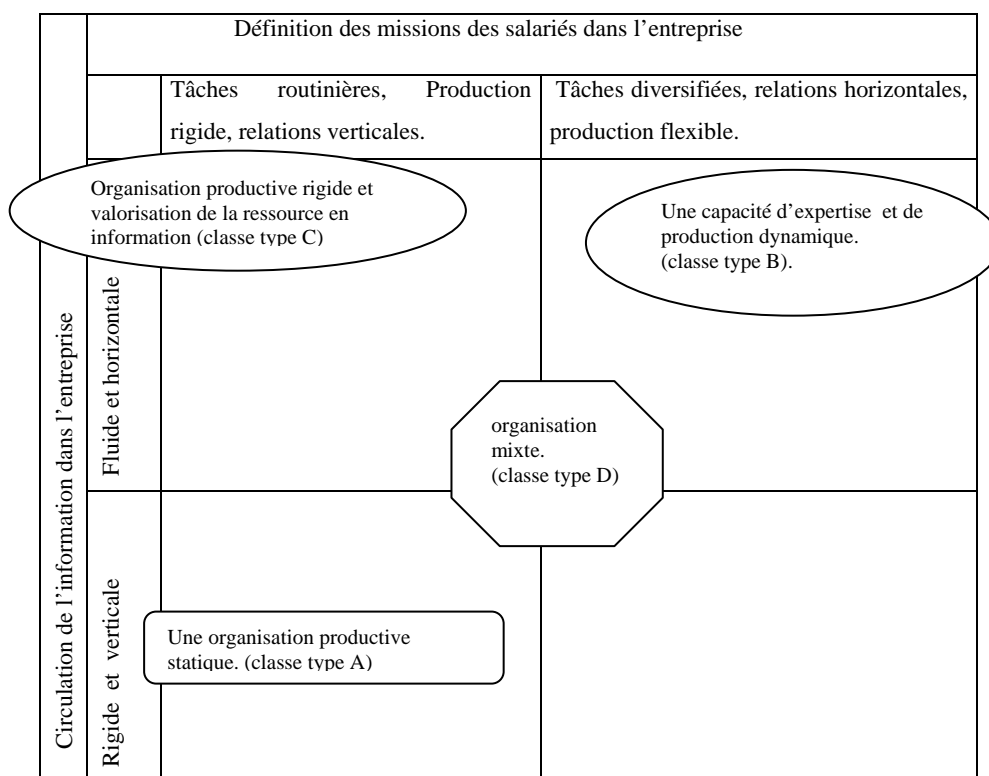 Définition des missions des salariés dans l’entreprise
Tâches routinières, Production
rigide, relations verticales.
Tâches diversifiées, relations horizontales,
production flexible.
Circulation de l’information dans l’entreprise
Fluide et horizontale
Organisation productive rigide et
valorisation de la ressource en
information (classe type C)
Une capacité d’expertise et de
production dynamique.
(classe type B).
organisation
mixte.
(classe type D)
Rigide et verticale
Une organisation productive
statique. (classe type A)